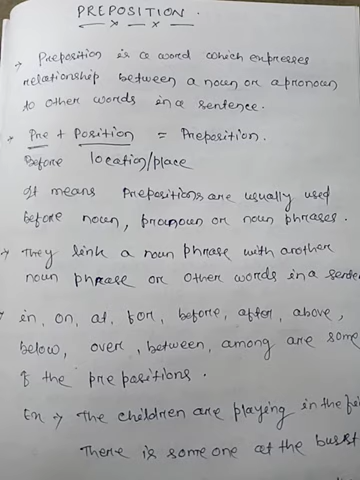 PREPOSITION.
→ Preposition is a word which expresses
relationship between a noun or a pronoun
to other words in a sentence.
→ Pre + Position = Preposition.
Before location/place
It means Prepositions are usually used
before noun, pronoun or noun phrases.
→ They link a noun phrase with another
noun phrase or other words in a senten
→ in, on, at, for, before, after, above,
below, over, between, among are some
of the prepositions.
Ex → The children are playing in the
There is someone at the